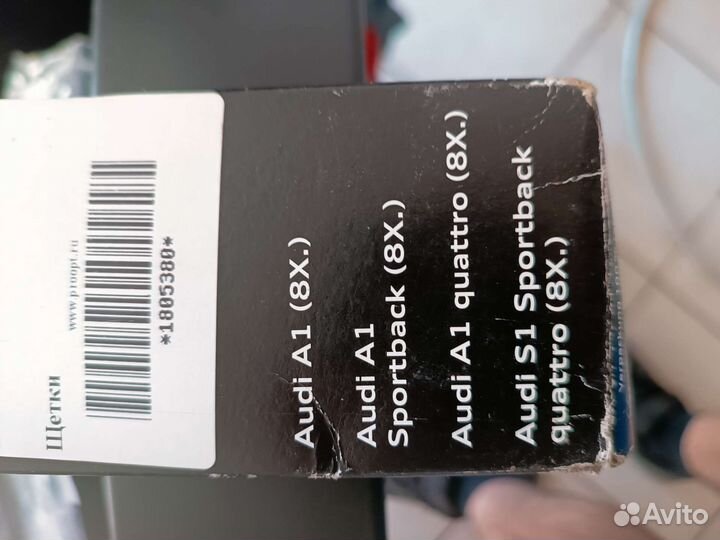 Щетки
www.proopt.ru
*1805380*
Audi A1 (8X.)
Audi A1
Sportback (8X.)
Audi A1 quattro (8X.)
Audi S1 Sportback
quattro (8X.)
Avito